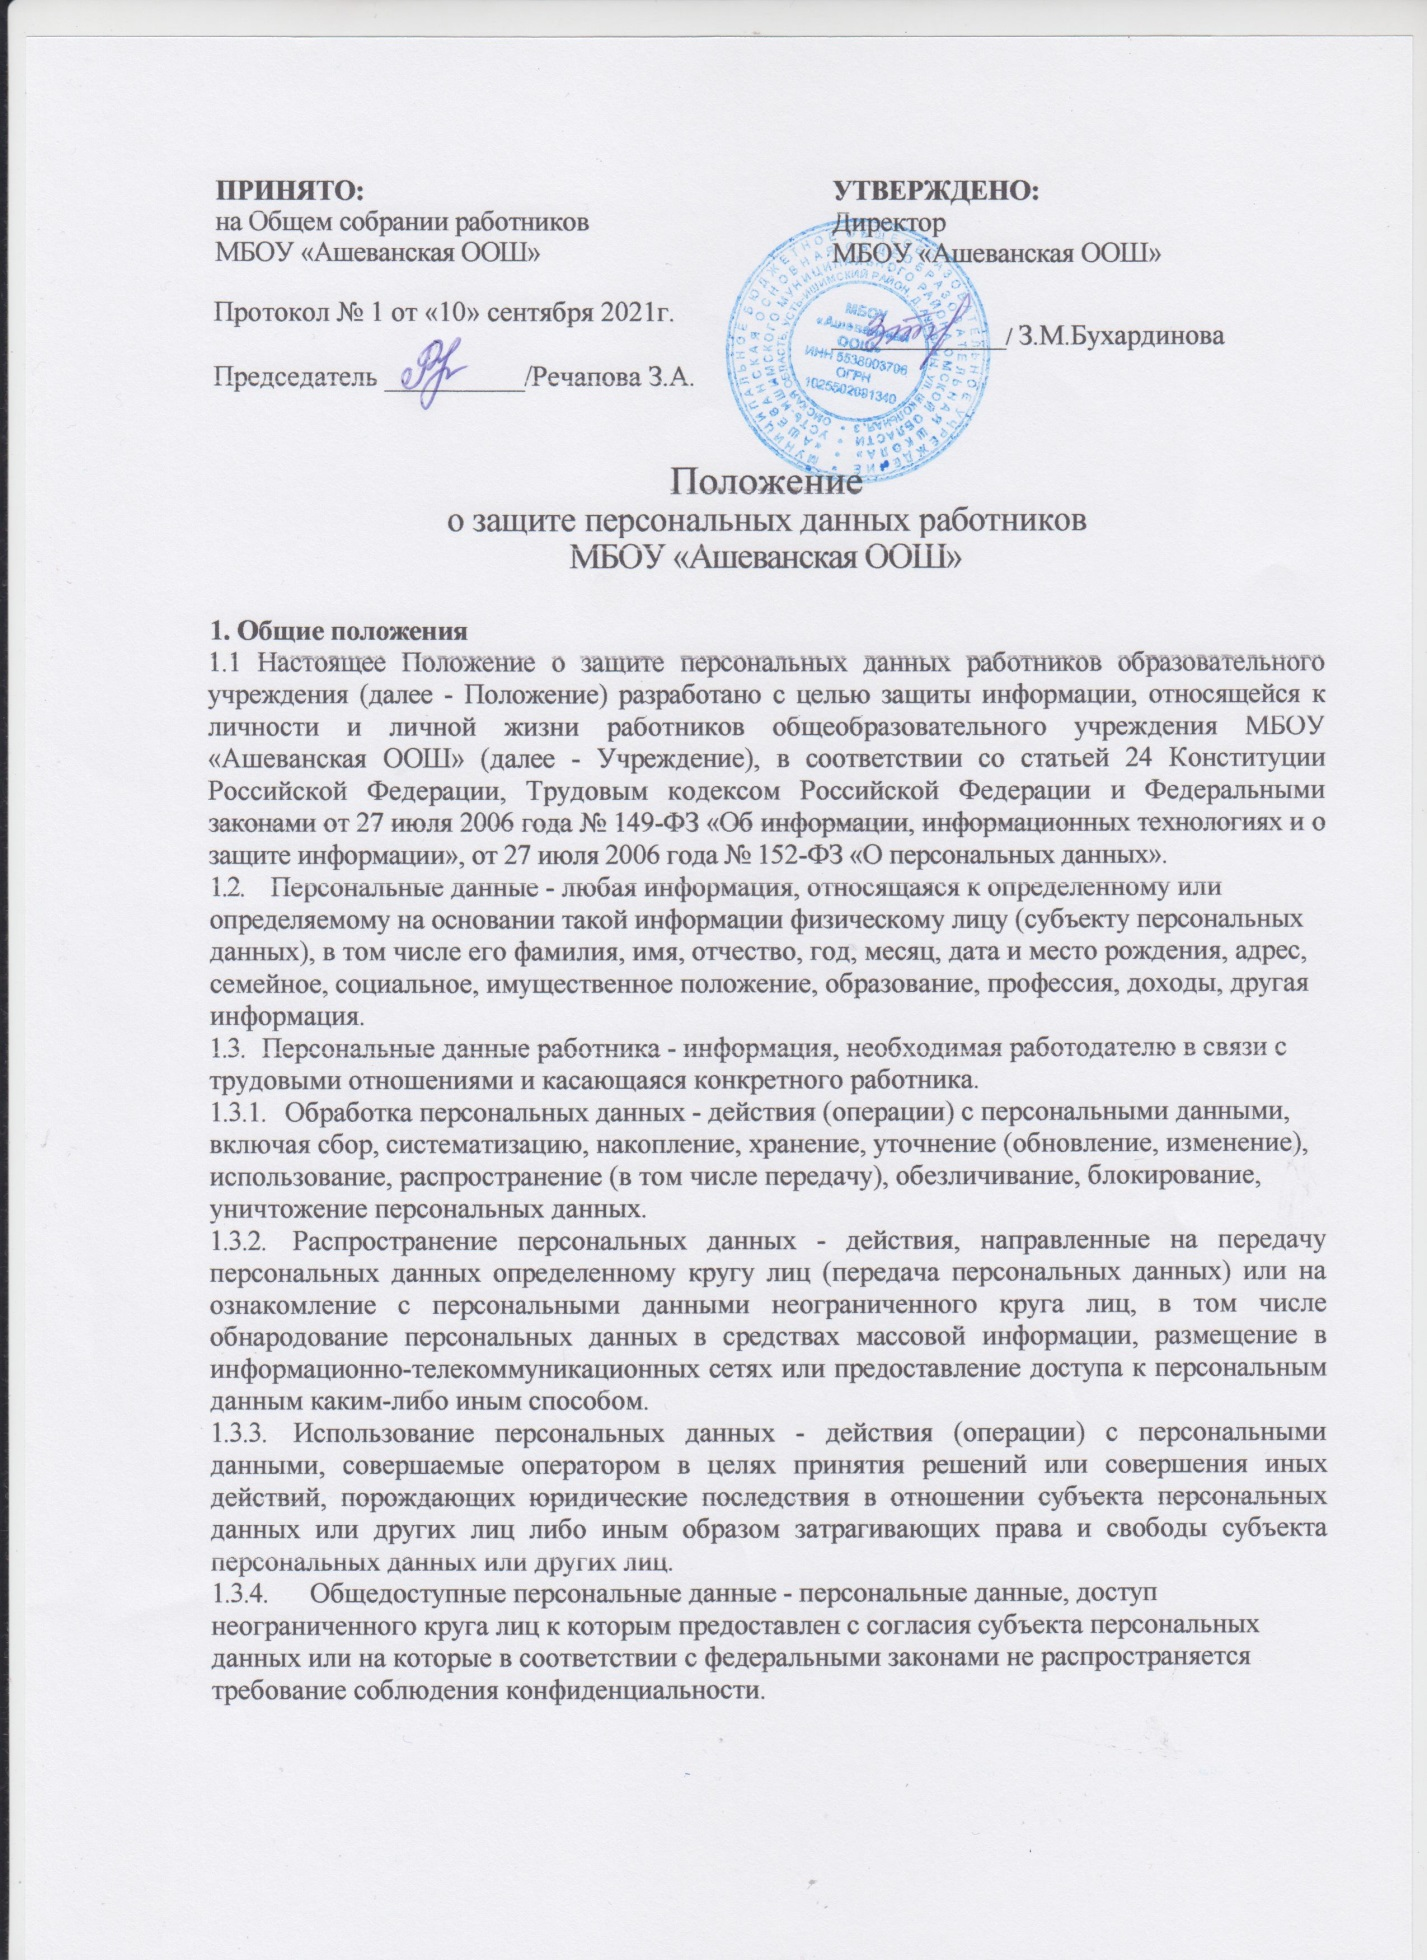 ПРИНЯТО:
на Общем собрании работников
МБОУ «Ашеванская ООШ»
Протокол № 1 от «10» сентября 2021г.
Председатель __________/Речапова З.А.
УТВЕРЖДЕНО:
Директор
МБОУ «Ашеванская ООШ»
____________/ З.М.Бухардинова
МБОУ
«Ашеванская
ООШ»
ИНН 5538003706
ОГРН
1025502091340
Положение
о защите персональных данных работников
МБОУ «Ашеванская ООШ»
1. Общие положения
1.1 Настоящее Положение о защите персональных данных работников образовательного
учреждения (далее - Положение) разработано с целью защиты информации, относящейся к
личности и личной жизни работников общеобразовательного учреждения МБОУ
«Ашеванская ООШ» (далее - Учреждение), в соответствии со статьей 24 Конституции
Российской Федерации, Трудовым кодексом Российской Федерации и Федеральными
законами от 27 июля 2006 года № 149-ФЗ «Об информации, информационных технологиях и о
защите информации», от 27 июля 2006 года № 152-ФЗ «О персональных данных».
1.2. Персональные данные - любая информация, относящаяся к определенному или
определяемому на основании такой информации физическому лицу (субъекту персональных
данных), в том числе его фамилия, имя, отчество, год, месяц, дата и место рождения, адрес,
семейное, социальное, имущественное положение, образование, профессия, доходы, другая
информация.
1.3. Персональные данные работника - информация, необходимая работодателю в связи с
трудовыми отношениями и касающаяся конкретного работника.
1.3.1. Обработка персональных данных - действия (операции) с персональными данными,
включая сбор, систематизацию, накопление, хранение, уточнение (обновление, изменение),
использование, распространение (в том числе передачу), обезличивание, блокирование,
уничтожение персональных данных.
1.3.2. Распространение персональных данных - действия, направленные на передачу
персональных данных определенному кругу лиц (передача персональных данных) или на
ознакомление с персональными данными неограниченного круга лиц, в том числе
обнародование персональных данных в средствах массовой информации, размещение в
информационно-телекоммуникационных сетях или предоставление доступа к персональным
данным каким-либо иным способом.
1.3.3. Использование персональных данных - действия (операции) с персональными
данными, совершаемые оператором в целях принятия решений или совершения иных
действий, порождающих юридические последствия в отношении субъекта персональных
данных или других лиц либо иным образом затрагивающих права и свободы субъекта
персональных данных или других лиц.
1.3.4. Общедоступные персональные данные - персональные данные, доступ
неограниченного круга лиц к которым предоставлен с согласия субъекта персональных
данных или на которые в соответствии с федеральными законами не распространяется
требование соблюдения конфиденциальности.